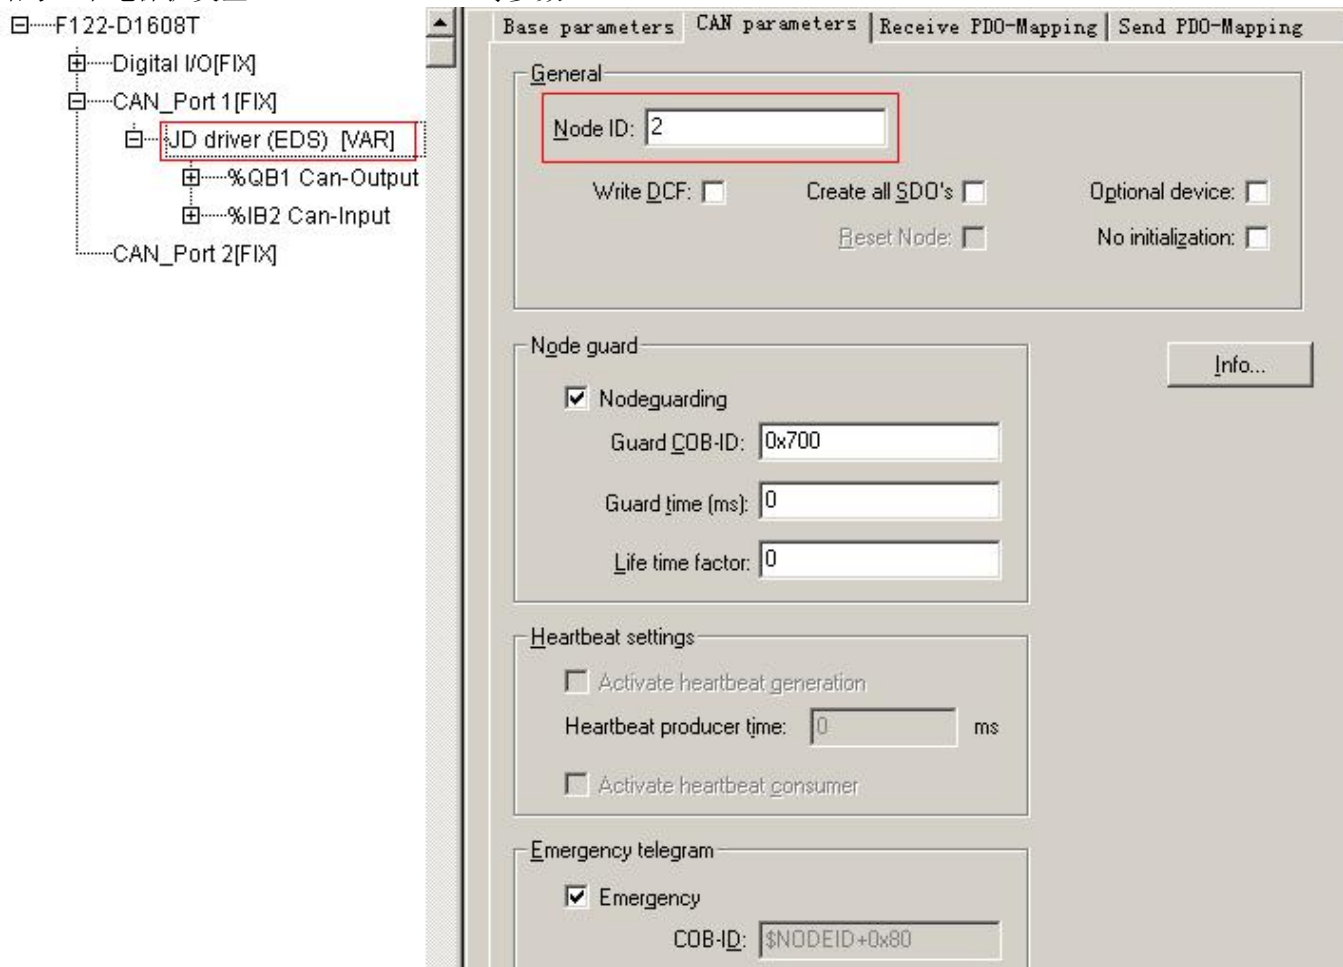 F122-D1608T
Digital I/O[FIX]
CAN_Port 1[FIX]
JD driver (EDS) [VAR]
%QB1 Can-Output
%IB2 Can-Input
CAN_Port 2[FIX]
Base parameters
CAN parameters
Receive PDO-Mapping
Send PDO-Mapping
General
Node ID: 2
Write DCF:
Create all SDO's
Optional device:
Reset Node:
No initialization:
Node guard
Nodeguarding
Guard COB-ID: 0x700
Guard time (ms): 0
Life time factor: 0
Info...
Heartbeat settings
Activate heartbeat generation
Heartbeat producer time: 0 ms
Activate heartbeat consumer
Emergency telegram
Emergency
COB-ID: $NODEID+0x80